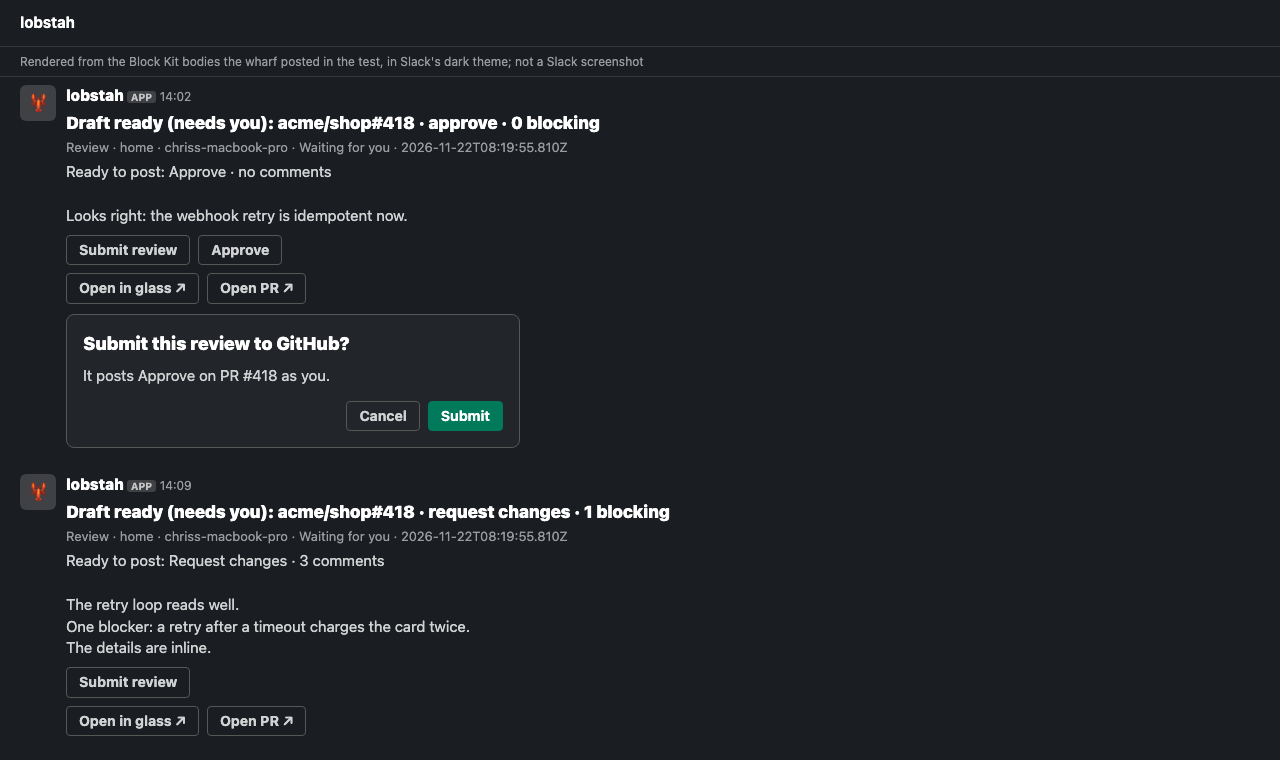 lobstah
Rendered from the Block Kit bodies the wharf posted in the test, in Slack's dark theme; not a Slack screenshot
lobstah APP 14:02
Draft ready (needs you): acme/shop#418 · approve · 0 blocking
Review · home · chriss-macbook-pro · Waiting for you · 2026-11-22T08:19:55.810Z
Ready to post: Approve · no comments
Looks right: the webhook retry is idempotent now.
Submit review Approve
Open in glass ↗ Open PR ↗
Submit this review to GitHub?
It posts Approve on PR #418 as you.
Cancel Submit
lobstah APP 14:09
Draft ready (needs you): acme/shop#418 · request changes · 1 blocking
Review · home · chriss-macbook-pro · Waiting for you · 2026-11-22T08:19:55.810Z
Ready to post: Request changes · 3 comments
The retry loop reads well.
One blocker: a retry after a timeout charges the card twice.
The details are inline.
Submit review
Open in glass ↗ Open PR ↗